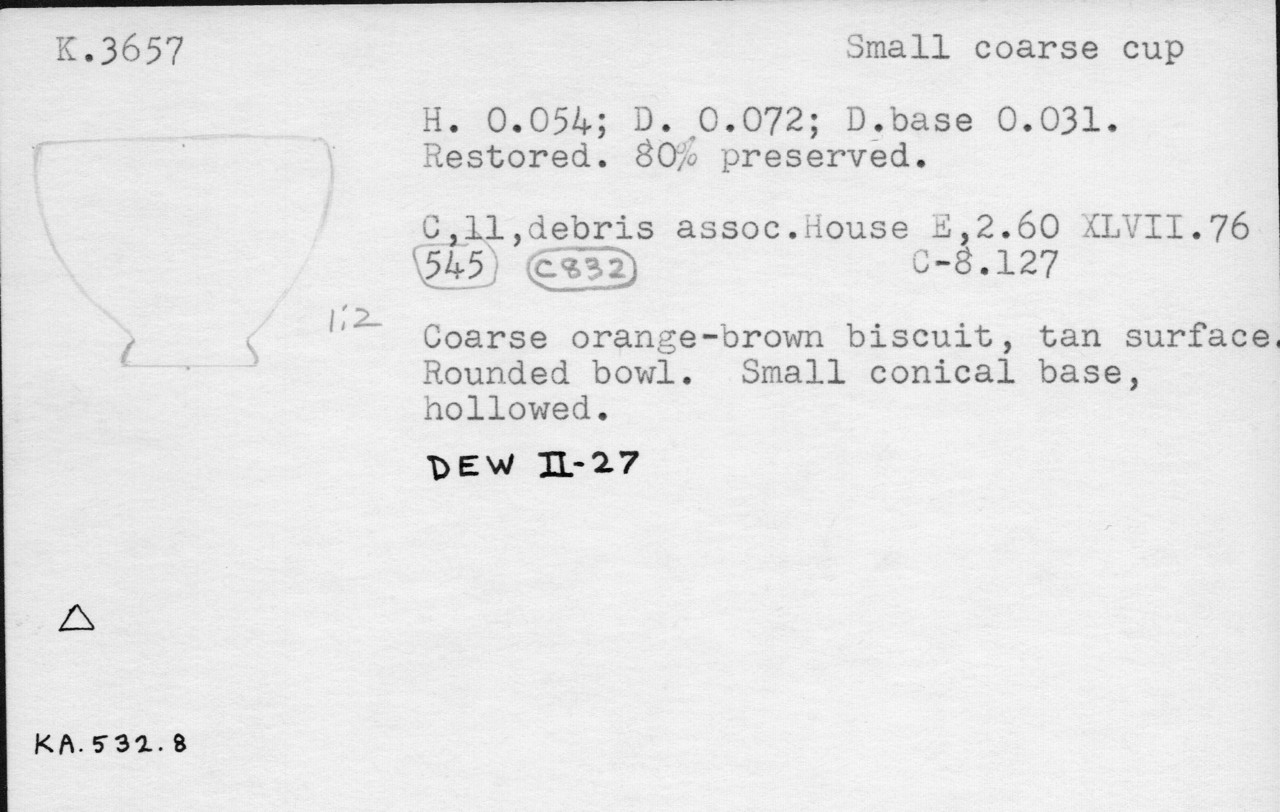 K.3657
Small coarse cup
H. 0.054; D. 0.072; D.base 0.031.
Restored. 80% preserved.
C,11,debris assoc.House E,2.60 XLVII.76
545 C832 C-8.127
1:2
Coarse orange-brown biscuit, tan surface.
Rounded bowl. Small conical base,
hollowed.
DEW II-27
KA.532.8